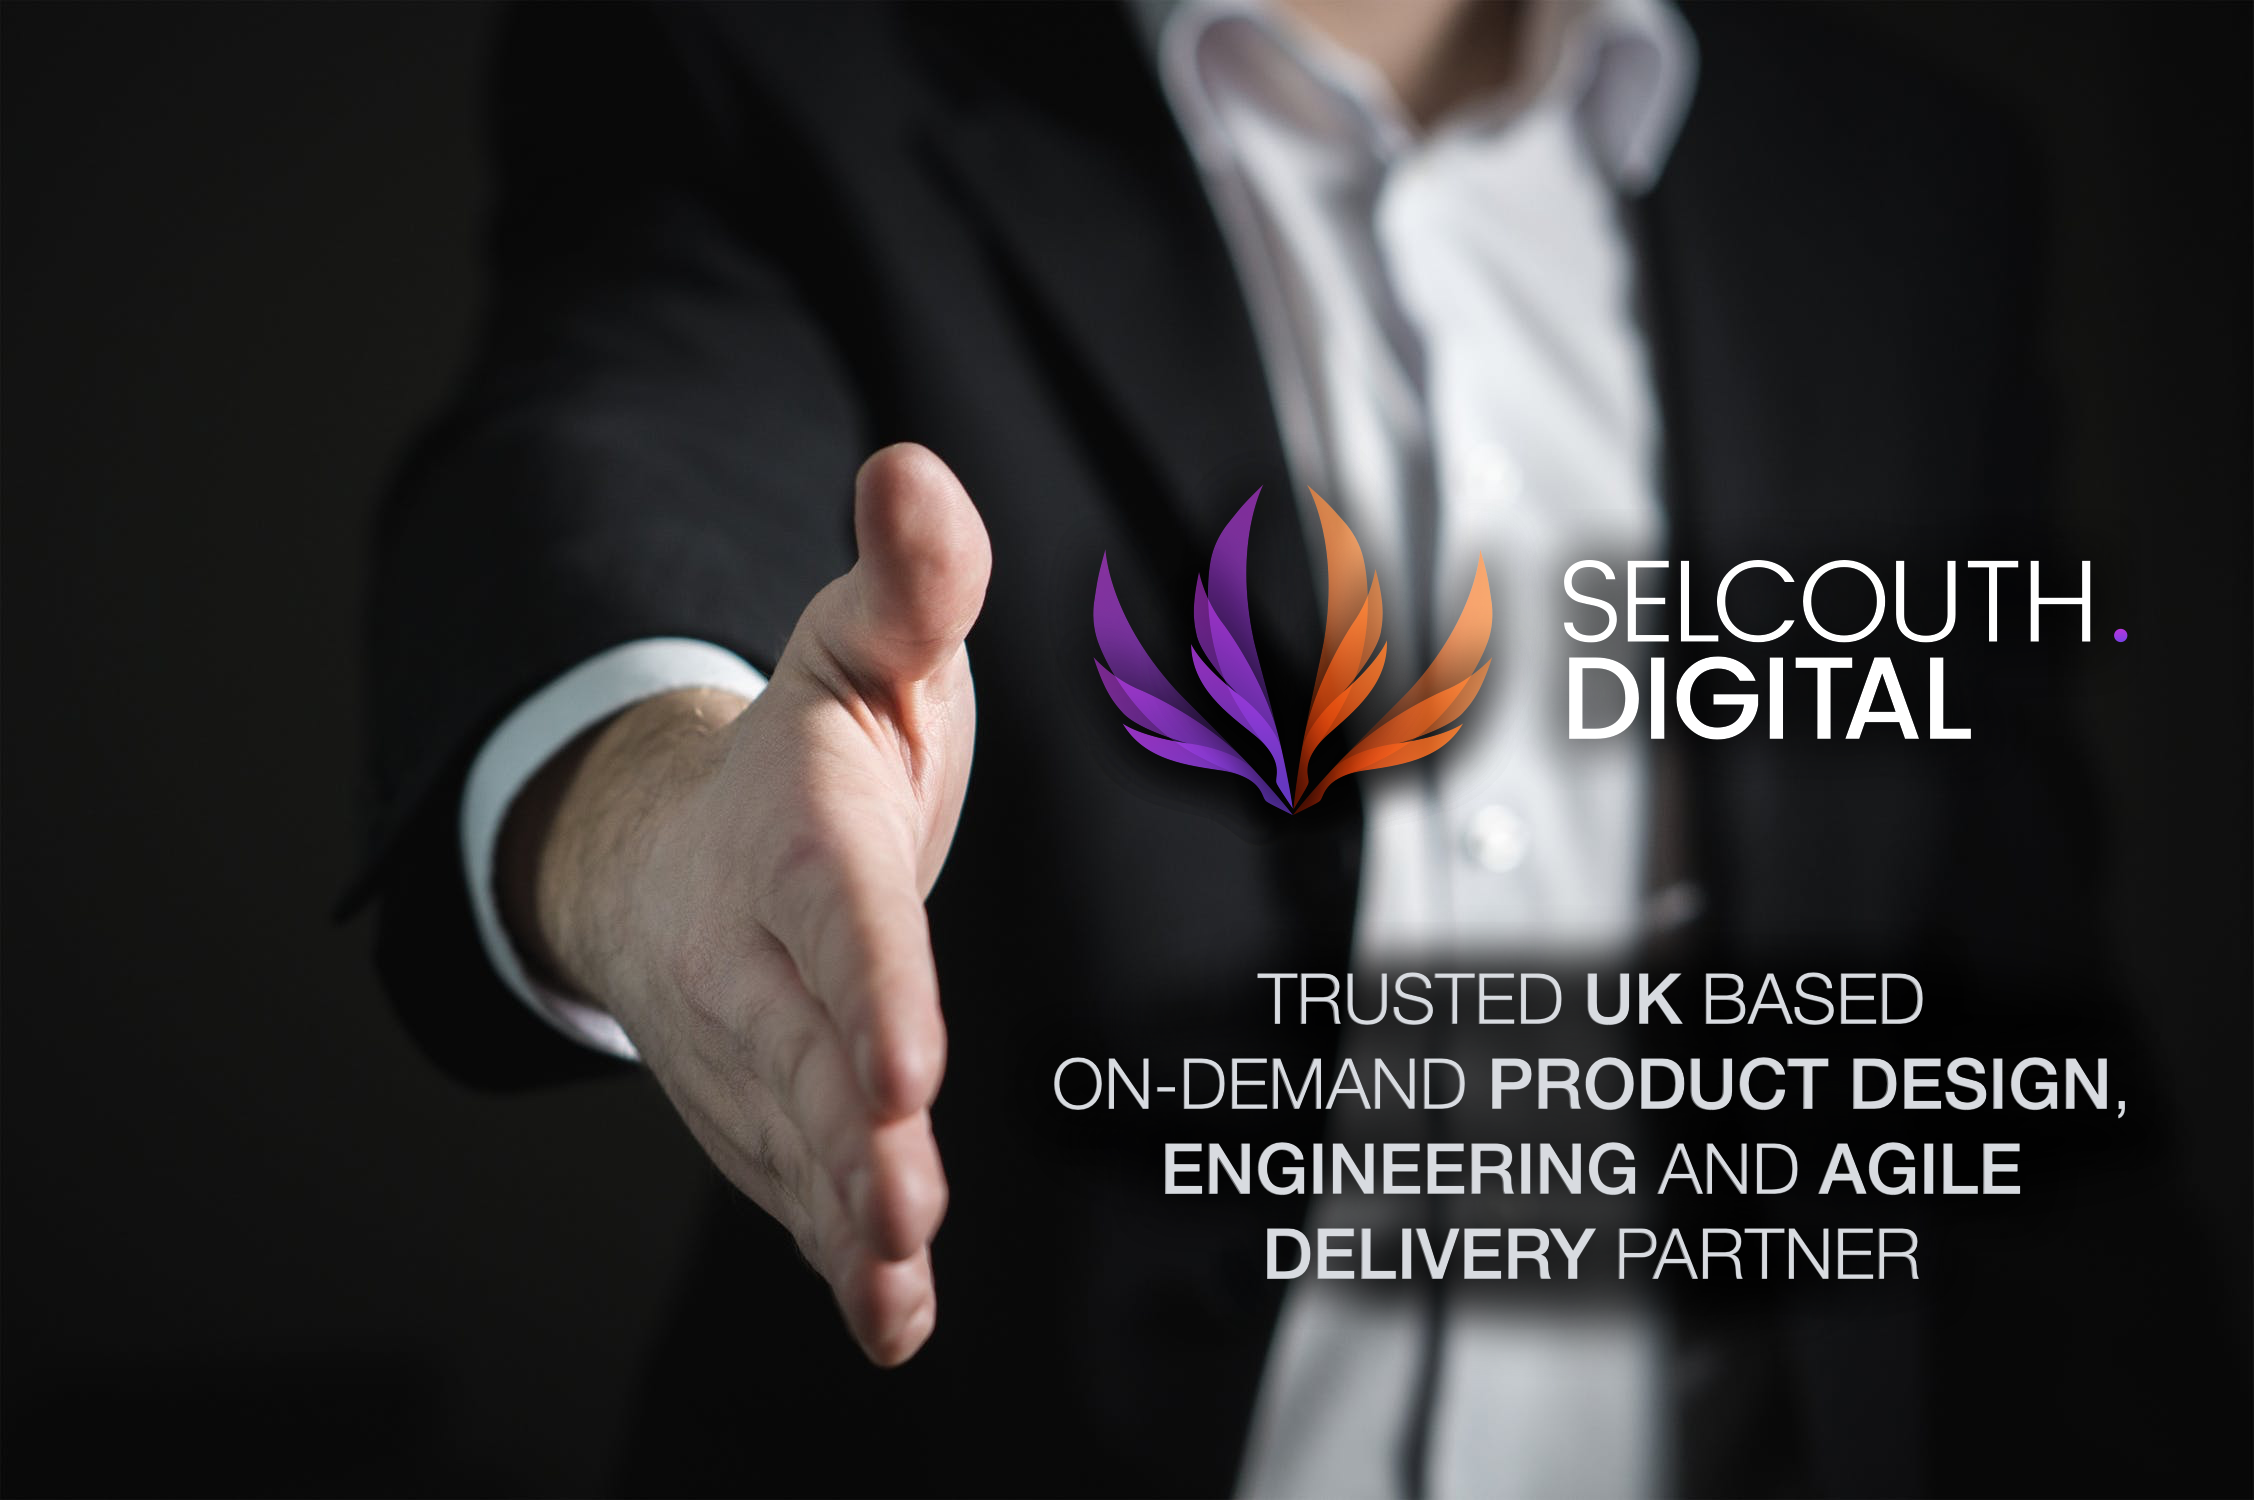 SELCOUTH.
DIGITAL
TRUSTED UK BASED
ON-DEMAND PRODUCT DESIGN,
ENGINEERING AND AGILE
DELIVERY PARTNER